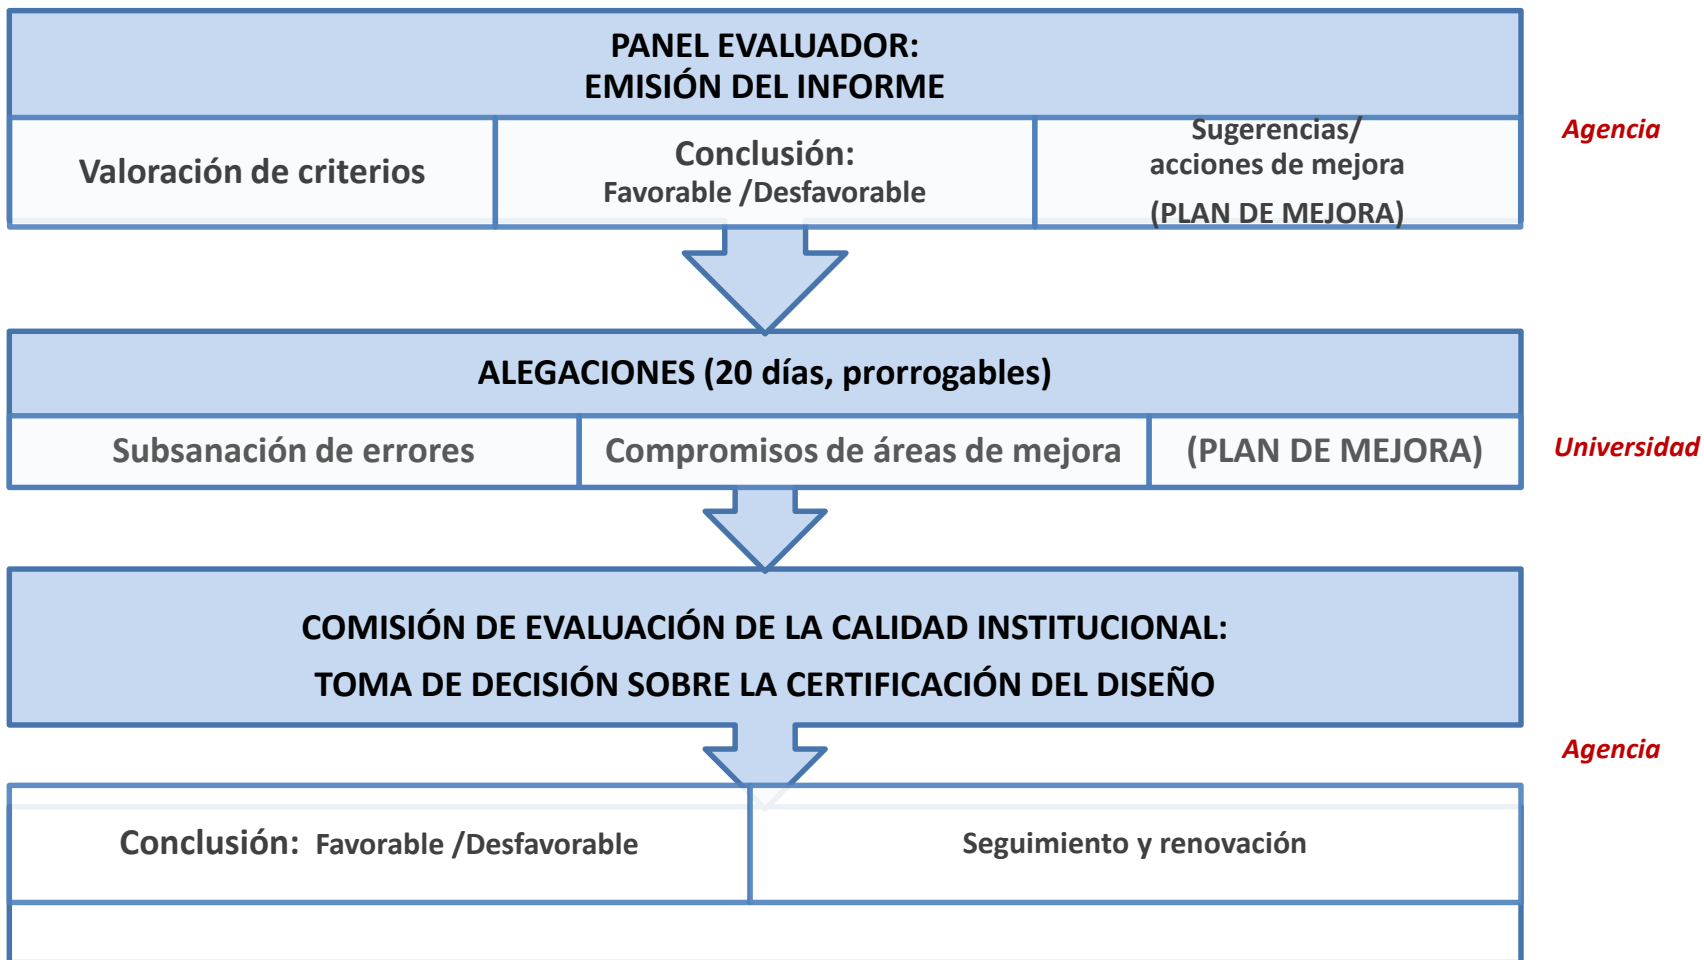 PANEL EVALUADOR:
EMISIÓN DEL INFORME
Agencia
Valoración de criterios
Conclusión:
Favorable /Desfavorable
Sugerencias/
acciones de mejora
(PLAN DE MEJORA)
ALEGACIONES (20 días, prorrogables)
Subsanación de errores
Compromisos de áreas de mejora
(PLAN DE MEJORA)
Universidad
COMISIÓN DE EVALUACIÓN DE LA CALIDAD INSTITUCIONAL:
TOMA DE DECISIÓN SOBRE LA CERTIFICACIÓN DEL DISEÑO
Agencia
Conclusión: Favorable /Desfavorable
Seguimiento y renovación